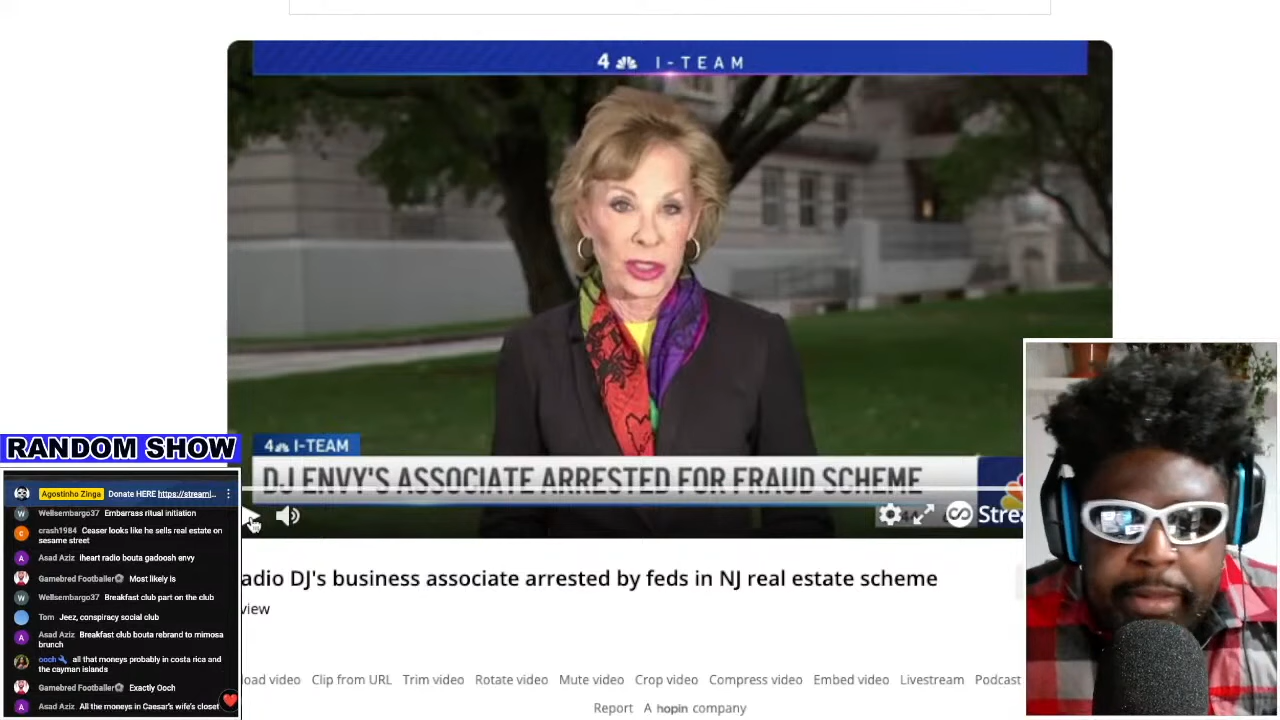 4 I-TEAM
4 I-TEAM
DJ ENVY'S ASSOCIATE ARRESTED FOR FRAUD SCHEME
Strea
adio DJ's business associate arrested by feds in NJ real estate scheme
view
load video Clip from URL Trim video Rotate video Mute video Crop video Compress video Embed video Livestream Podcast
Report A hopin company
RANDOM SHOW
Agostinho Zinga Donate HERE https://streaml...
W Wellsembargo37 Embarrass ritual initiation
c crash1984 Ceaser looks like he sells real estate on
sesame street
A Asad Aziz iheart radio bouta gadoosh envy
Gamebred Footballer Most likely is
W Wellsembargo37 Breakfast club part on the club
Tom Jeez, conspiracy social club
A Asad Aziz Breakfast club bouta rebrand to mimosa
brunch
ooch all that moneys probably in costa rica and
the cayman islands
Gamebred Footballer Exactly Ooch
A Asad Aziz All the moneys in Caesar's wife's closet